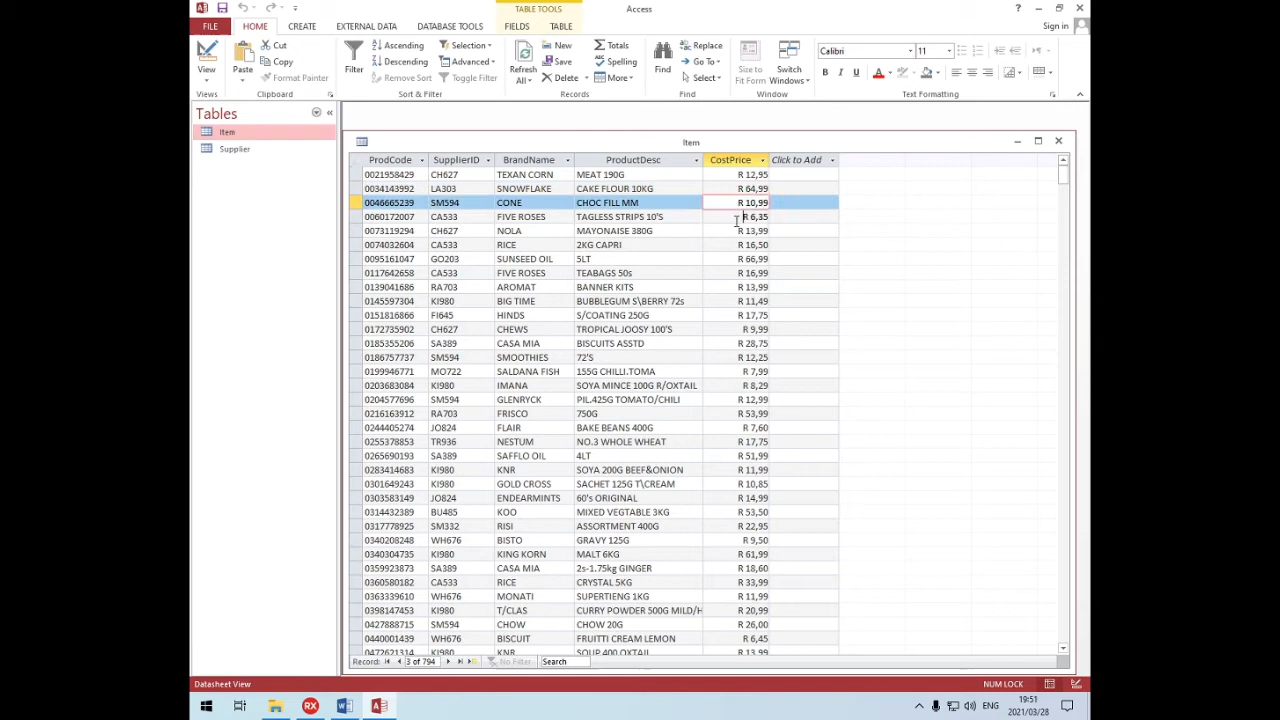 TABLE TOOLS Access ? Sign in
FILE HOME CREATE EXTERNAL DATA DATABASE TOOLS FIELDS TABLE
View Paste Cut Copy Format Painter Filter Ascending Descending Remove Sort Selection Advanced Toggle Filter Refresh All New Save Delete Totals Spelling More Find Replace Go To Select Size to Fit Form Switch Windows Calibri 11 B I U A
Views Clipboard Sort & Filter Records Find Window Text Formatting
Tables
Item
Supplier
Item
ProdCode SupplierID BrandName ProductDesc CostPrice Click to Add
0021958429 CH627 TEXAN CORN MEAT 190G R 12,95
0034143992 LA303 SNOWFLAKE CAKE FLOUR 10KG R 64,99
0046665239 SM594 CONE CHOC FILL MM R 10,99
0060172007 CA533 FIVE ROSES TAGLESS STRIPS 10'S R 6,35
0073119294 CH627 NOLA MAYONAISE 380G R 13,99
0074032604 CA533 RICE 2KG CAPRI R 16,50
0095161047 GO203 SUNSEED OIL 5LT R 66,99
0117642658 CA533 FIVE ROSES TEABAGS 50s R 16,99
0139041686 RA703 AROMAT BANNER KITS R 13,99
0145597304 KI980 BIG TIME BUBBLEGUM S\BERRY 72s R 11,49
0151816866 FI645 HINDS S/COATING 250G R 17,75
0172735902 CH627 CHEWS TROPICAL JOOSY 100'S R 9,99
0185355206 SA389 CASA MIA BISCUITS ASSTD R 28,75
0186757737 SM594 SMOOTHIES 72'S R 12,25
0199946771 MO722 SALDANA FISH 155G CHILLI.TOMA R 7,99
0203683084 KI980 IMANA SOYA MINCE 100G R/OXTAIL R 8,29
0204577696 SM594 GLENRYCK PIL.425G TOMATO/CHILI R 12,99
0216163912 RA703 FRISCO 750G R 53,99
0244405274 JO824 FLAIR BAKE BEANS 400G R 7,60
0255378853 TR936 NESTUM NO.3 WHOLE WHEAT R 17,75
0265690193 SA389 SAFFLO OIL 4LT R 51,99
0283414683 KI980 KNR SOYA 200G BEEF&ONION R 11,99
0301649243 KI980 GOLD CROSS SACHET 125G T\CREAM R 10,85
0303583149 JO824 ENDEARMINTS 60's ORIGINAL R 14,99
0314432389 BU485 KOO MIXED VEGTABLE 3KG R 53,50
0317778925 SM332 RISI ASSORTMENT 400G R 22,95
0340208248 WH676 BISTO GRAVY 125G R 9,50
0340304735 KI980 KING KORN MALT 6KG R 61,99
0359923873 SA389 CASA MIA 2s-1.75kg GINGER R 18,60
0360580182 CA533 RICE CRYSTAL 5KG R 33,99
0363339610 WH676 MONATI SUPERTIENG 1KG R 11,99
0398147453 KI980 T/CLAS CURRY POWDER 500G MILD/H R 20,99
0427888715 SM594 CHOW CHOW 20G R 26,00
0440001439 WH676 BISCUIT FRUITTI CREAM LEMON R 6,45
0472621314 KI980 KNR SOUP 400 OXTAIL R 13,99
Record: 3 of 794 No Filter Search
Datasheet View NUM LOCK
ENG 19:51
2021/03/28